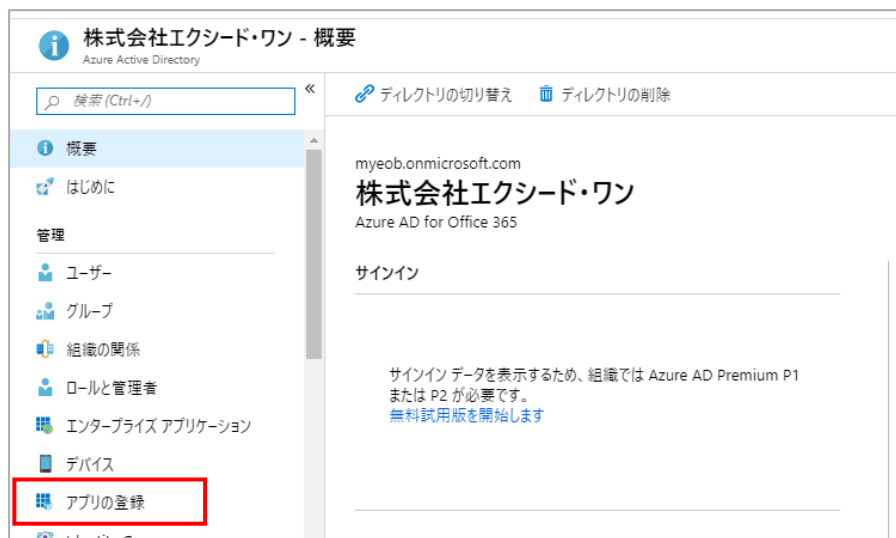 株式会社エクシード・ワン - 概要
Azure Active Directory
検索 (Ctrl+/)
«
概要
はじめに
管理
ユーザー
グループ
組織の関係
ロールと管理者
エンタープライズ アプリケーション
デバイス
アプリの登録
ディレクトリの切り替え
ディレクトリの削除
myeob.onmicrosoft.com
株式会社エクシード・ワン
Azure AD for Office 365
サインイン
サインイン データを表示するため、組織では Azure AD Premium P1
または P2 が必要です。
無料試用版を開始します